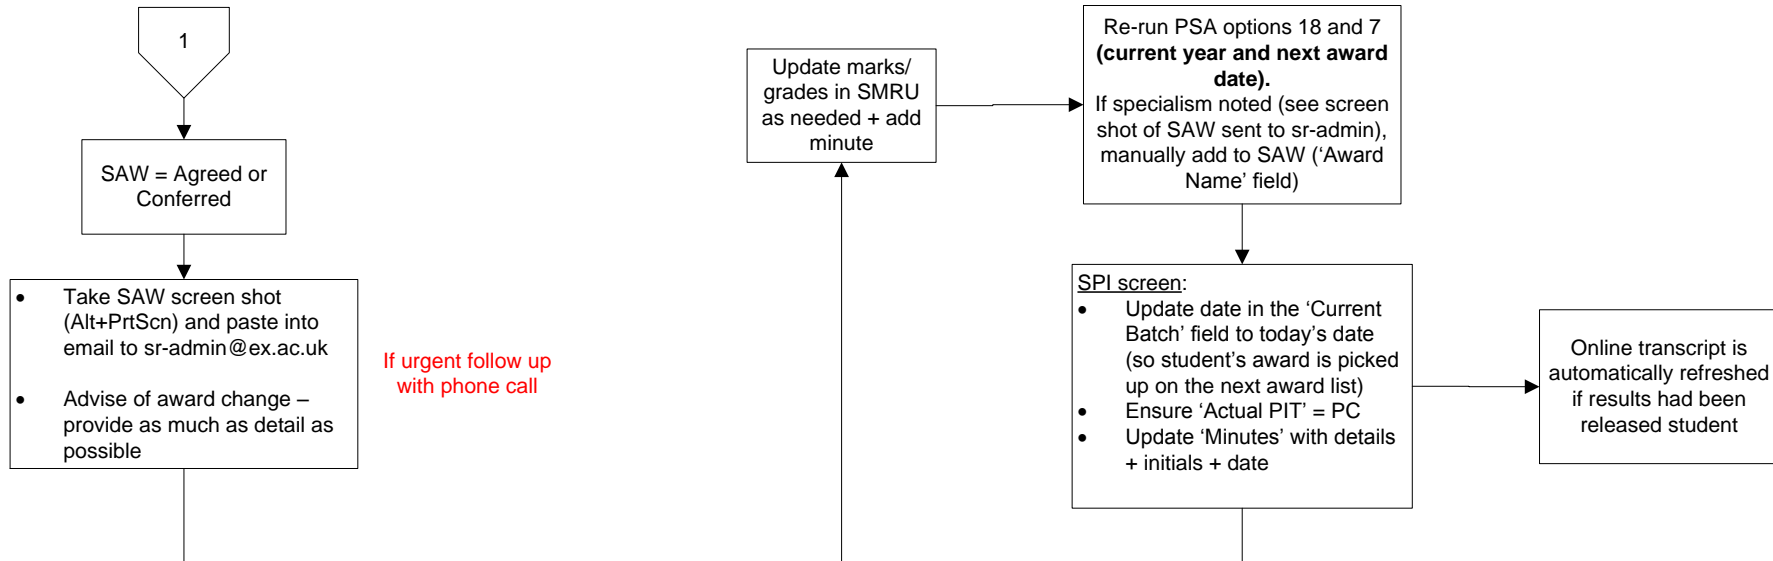 1
SAW = Agreed or
Conferred
• Take SAW screen shot
(Alt+PrtScn) and paste into
email to sr-admin@ex.ac.uk
• Advise of award change –
provide as much as detail as
possible
If urgent follow up
with phone call
Update marks/
grades in SMRU
as needed + add
minute
Re-run PSA options 18 and 7
(current year and next award
date).
If specialism noted (see screen
shot of SAW sent to sr-admin),
manually add to SAW (‘Award
Name’ field)
SPI screen:
• Update date in the ‘Current
Batch’ field to today’s date
(so student’s award is picked
up on the next award list)
• Ensure ‘Actual PIT’ = PC
• Update ‘Minutes’ with details
+ initials + date
Online transcript is
automatically refreshed
if results had been
released student